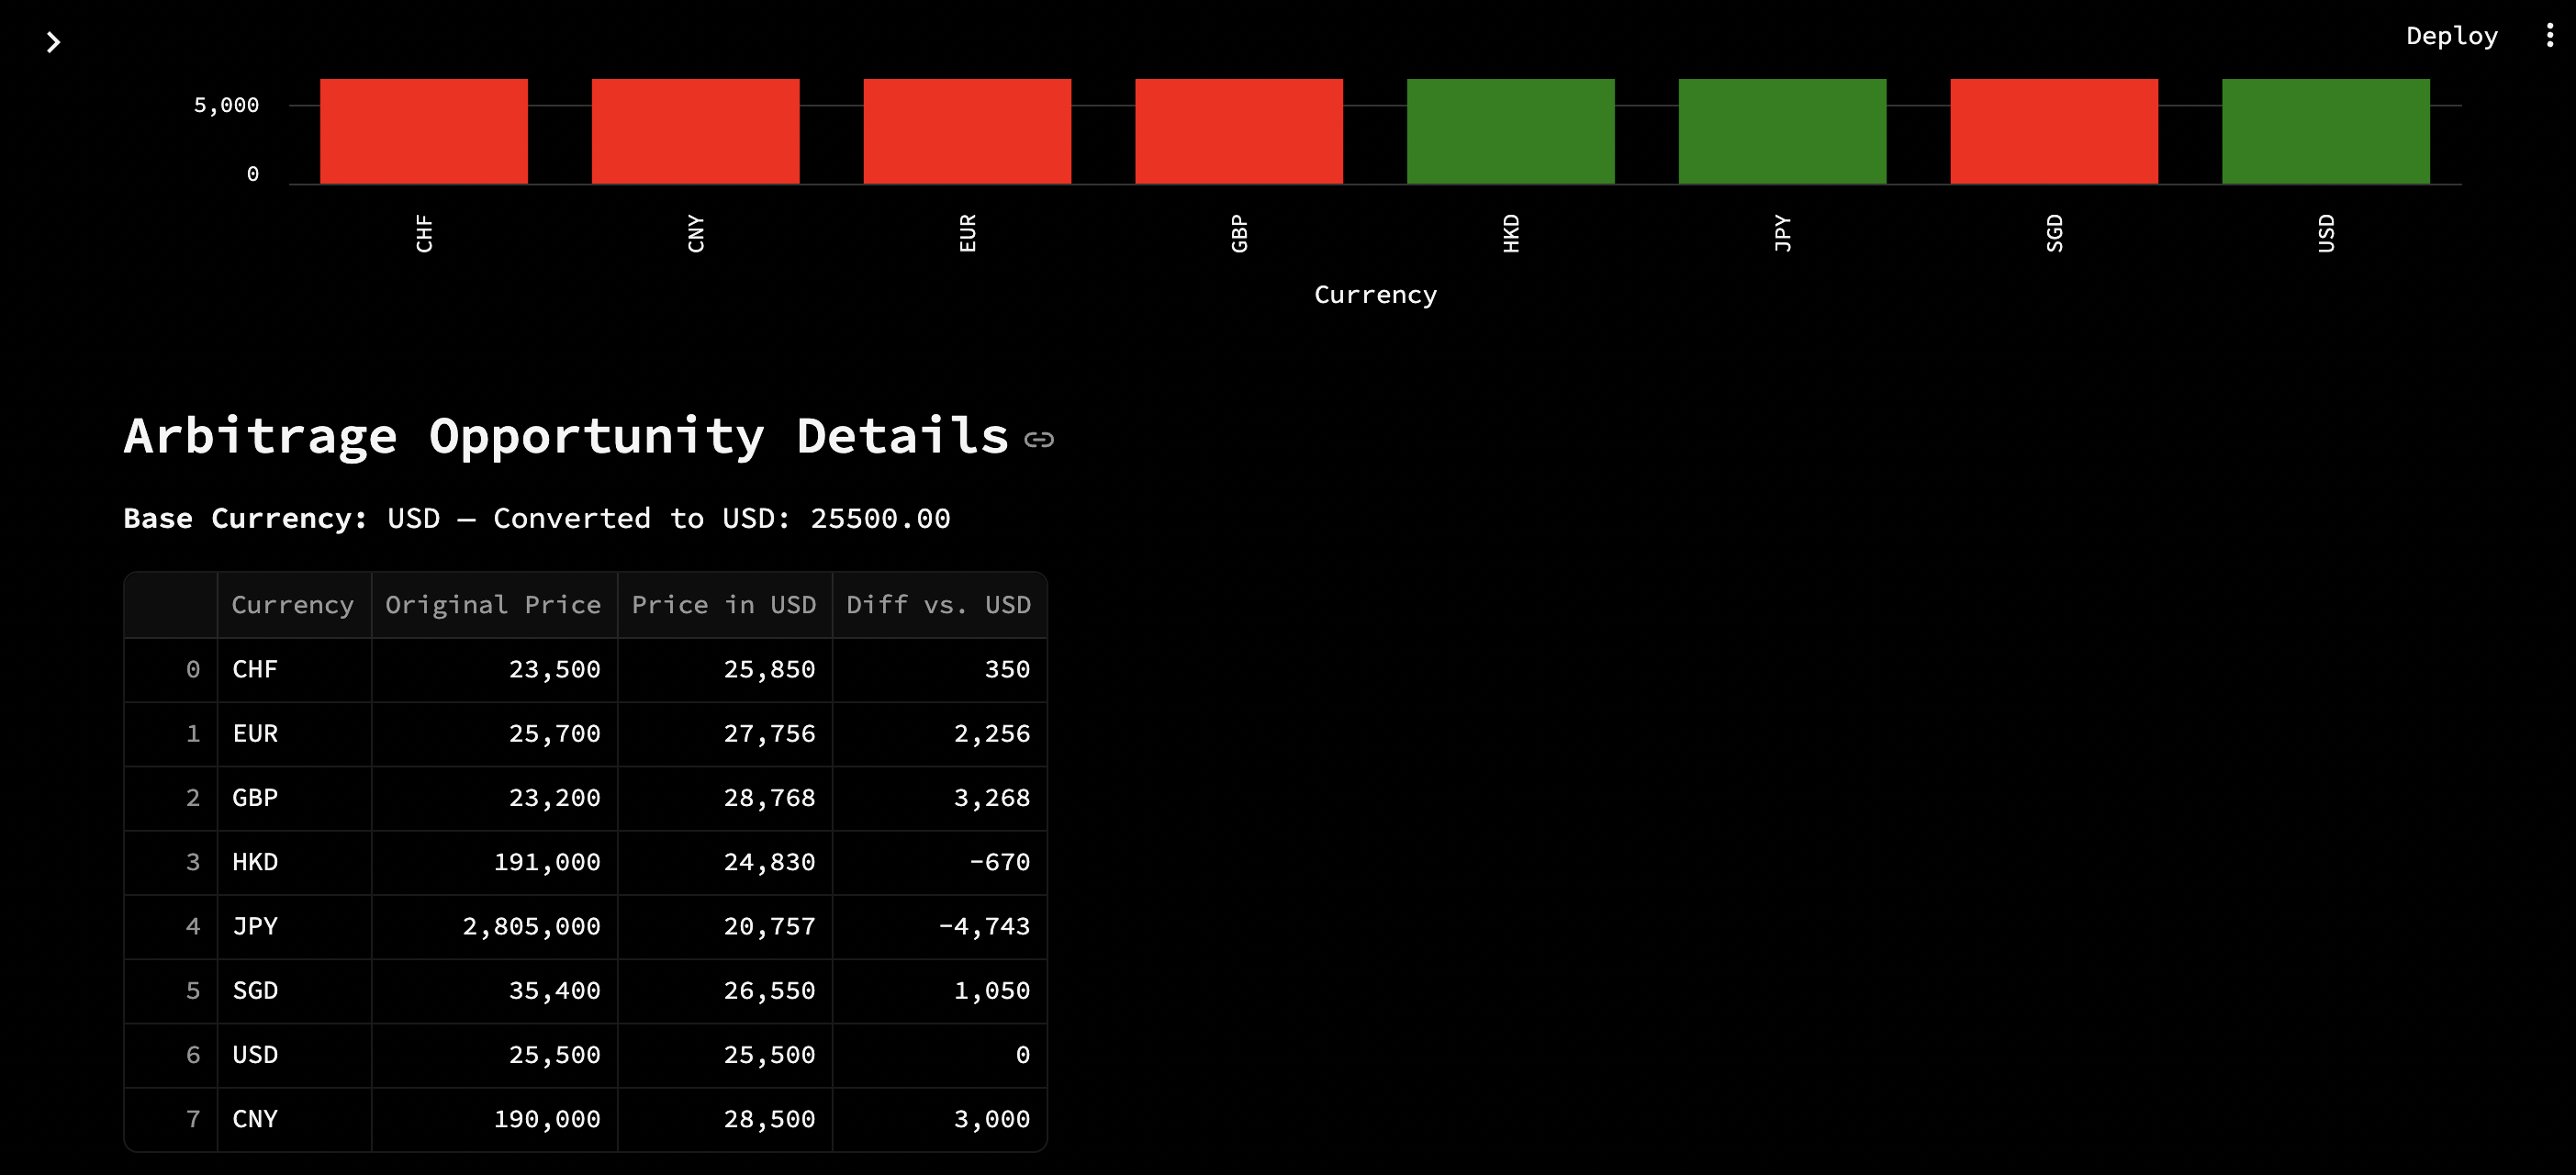 Deploy
5,000
0
CHF CNY EUR GBP HKD JPY SGD USD
Currency
Arbitrage Opportunity Details
Base Currency: USD — Converted to USD: 25500.00
Currency Original Price Price in USD Diff vs. USD
0 CHF 23,500 25,850 350
1 EUR 25,700 27,756 2,256
2 GBP 23,200 28,768 3,268
3 HKD 191,000 24,830 -670
4 JPY 2,805,000 20,757 -4,743
5 SGD 35,400 26,550 1,050
6 USD 25,500 25,500 0
7 CNY 190,000 28,500 3,000